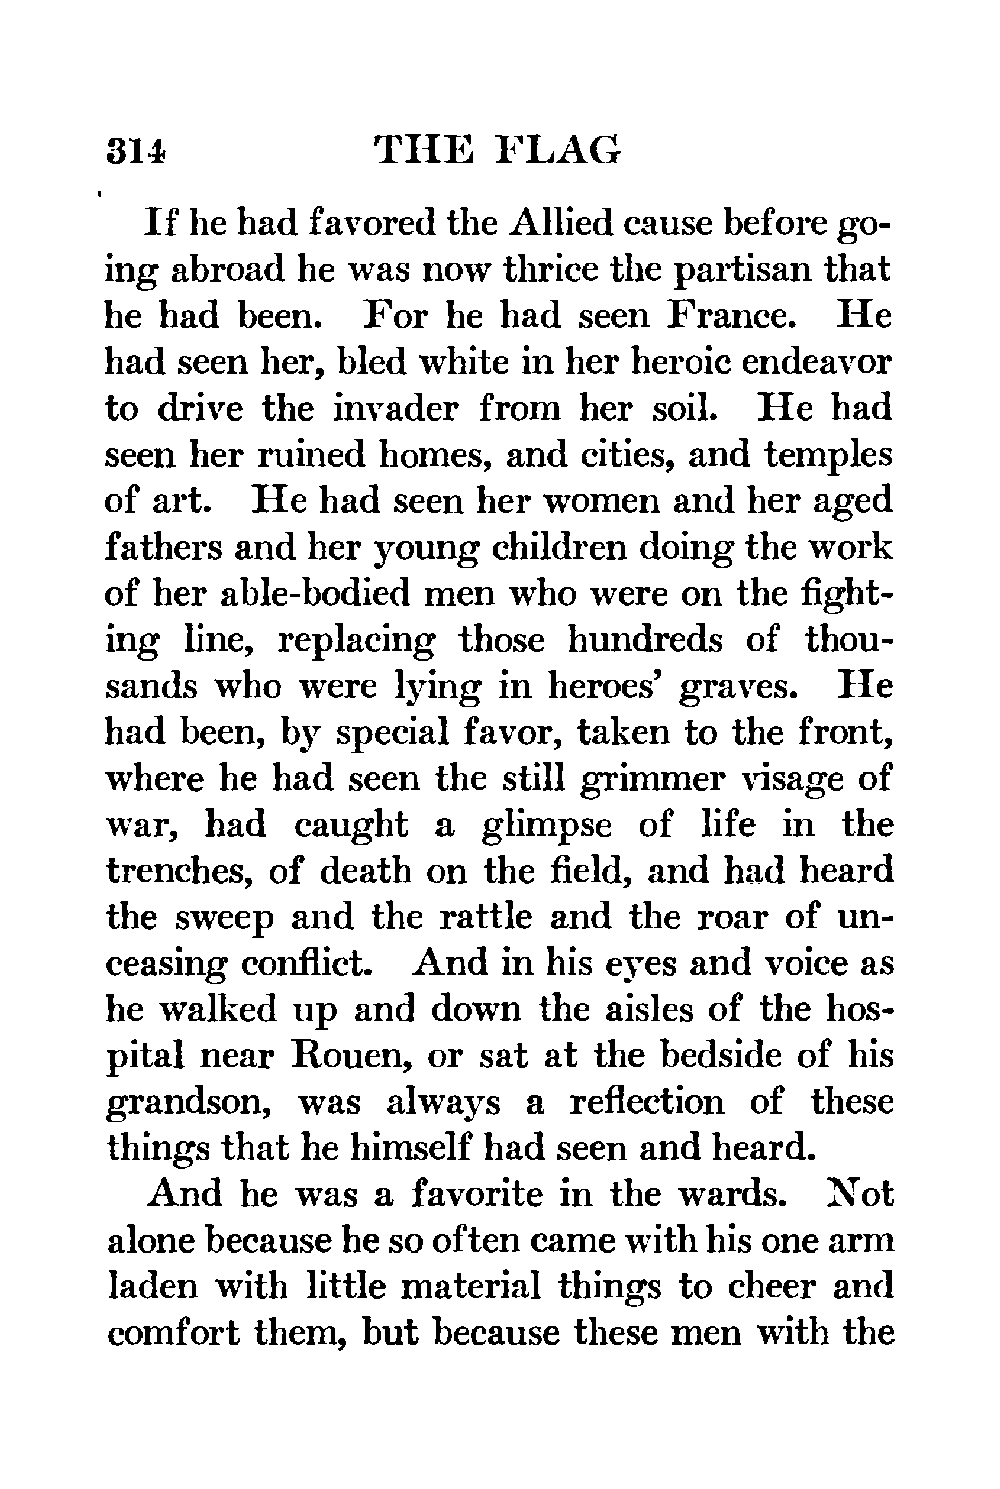 314 THE FLAG
If he had favored the Allied cause before go-
ing abroad he was now thrice the partisan that
he had been. For he had seen France. He
had seen her, bled white in her heroic endeavor
to drive the invader from her soil. He had
seen her ruined homes, and cities, and temples
of art. He had seen her women and her aged
fathers and her young children doing the work
of her able-bodied men who were on the fight-
ing line, replacing those hundreds of thou-
sands who were lying in heroes’ graves. He
had been, by special favor, taken to the front,
where he had seen the still grimmer visage of
war, had caught a glimpse of life in the
trenches, of death on the field, and had heard
the sweep and the rattle and the roar of un-
ceasing conflict. And in his eyes and voice as
he walked up and down the aisles of the hos-
pital near Rouen, or sat at the bedside of his
grandson, was always a reflection of these
things that he himself had seen and heard.
And he was a favorite in the wards. Not
alone because he so often came with his one arm
laden with little material things to cheer and
comfort them, but because these men with the